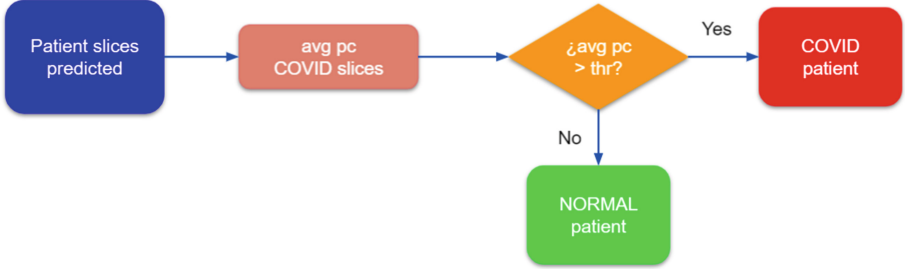 Patient slices
predicted
avg pc
COVID slices
¿avg pc
> thr?
Yes
COVID
patient
No
NORMAL
patient